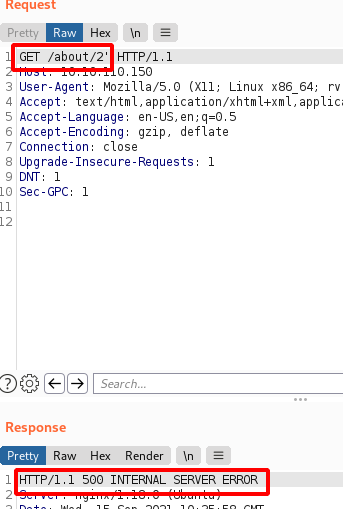 Request
Pretty Raw Hex \n
1 GET /about/2' HTTP/1.1
2 Host: 10.10.110.150
3 User-Agent: Mozilla/5.0 (X11; Linux x86_64; rv
4 Accept: text/html,application/xhtml+xml,applica
5 Accept-Language: en-US,en;q=0.5
6 Accept-Encoding: gzip, deflate
7 Connection: close
8 Upgrade-Insecure-Requests: 1
9 DNT: 1
10 Sec-GPC: 1
11
12
Search...
Response
Pretty Raw Hex Render \n
1 HTTP/1.1 500 INTERNAL SERVER ERROR
2 Server: nginx/1.18.0 (Ubuntu)
3 Date: Wed, 15 Sep 2021 10:25:58 GMT